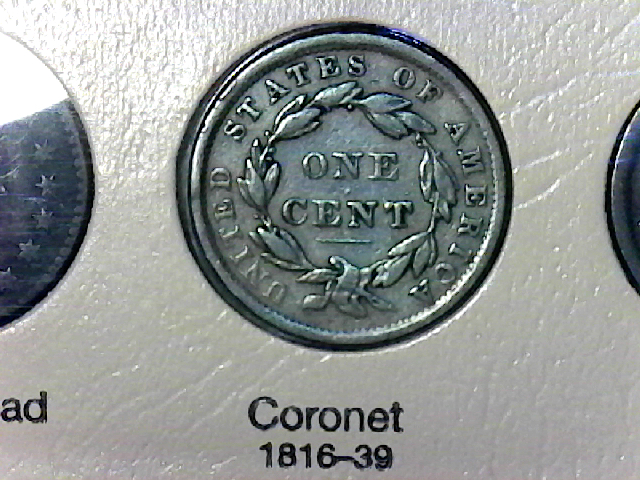 UNITED STATES OF AMERICA
ONE
CENT
ad
Coronet
1816-39